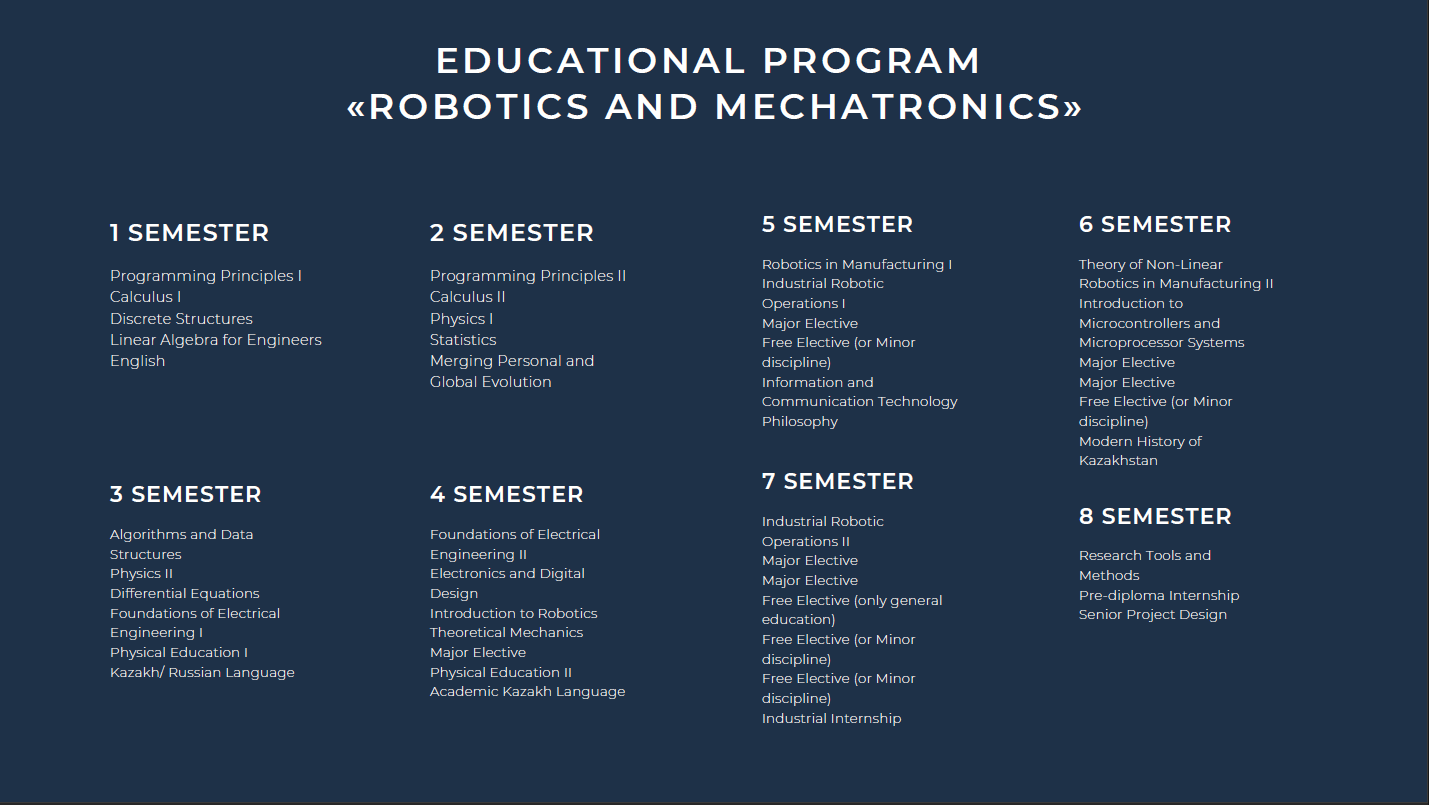 EDUCATIONAL PROGRAM
«ROBOTICS AND MECHATRONICS»
1 SEMESTER
Programming Principles I
Calculus I
Discrete Structures
Linear Algebra for Engineers
English
2 SEMESTER
Programming Principles II
Calculus II
Physics I
Statistics
Merging Personal and
Global Evolution
3 SEMESTER
Algorithms and Data
Structures
Physics II
Differential Equations
Foundations of Electrical
Engineering I
Physical Education I
Kazakh/ Russian Language
4 SEMESTER
Foundations of Electrical
Engineering II
Electronics and Digital
Design
Introduction to Robotics
Theoretical Mechanics
Major Elective
Physical Education II
Academic Kazakh Language
5 SEMESTER
Robotics in Manufacturing I
Industrial Robotic
Operations I
Major Elective
Free Elective (or Minor
discipline)
Information and
Communication Technology
Philosophy
6 SEMESTER
Theory of Non-Linear
Robotics in Manufacturing II
Introduction to
Microcontrollers and
Microprocessor Systems
Major Elective
Major Elective
Free Elective (or Minor
discipline)
Modern History of
Kazakhstan
7 SEMESTER
Industrial Robotic
Operations II
Major Elective
Major Elective
Free Elective (only general
education)
Free Elective (or Minor
discipline)
Free Elective (or Minor
discipline)
Industrial Internship
8 SEMESTER
Research Tools and
Methods
Pre-diploma Internship
Senior Project Design